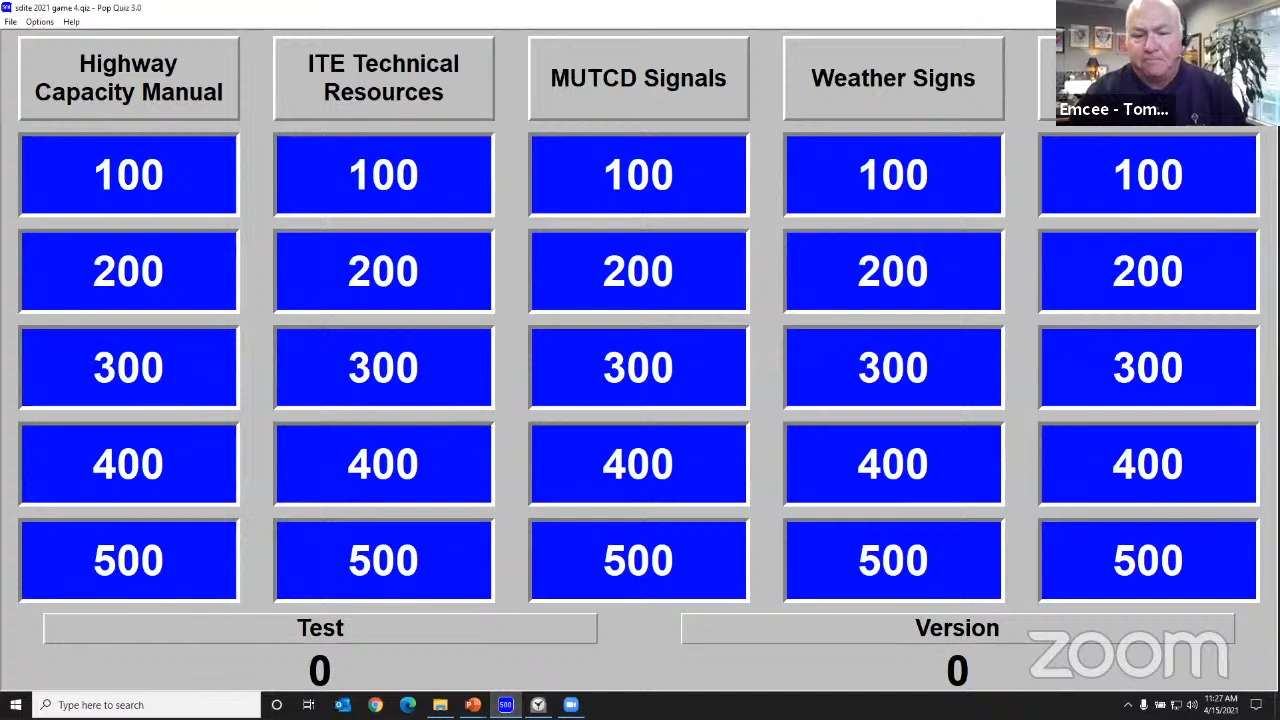 sdite 2021 game 4.qiz - Pop Quiz 3.0
File Options Help
Highway
Capacity Manual
ITE Technical
Resources
MUTCD Signals
Weather Signs
Emcee - Tom...
100 100 100 100 100
200 200 200 200 200
300 300 300 300 300
400 400 400 400 400
500 500 500 500 500
Test Version
0 0
zoom
Type here to search
500
11:27 AM
4/15/2021